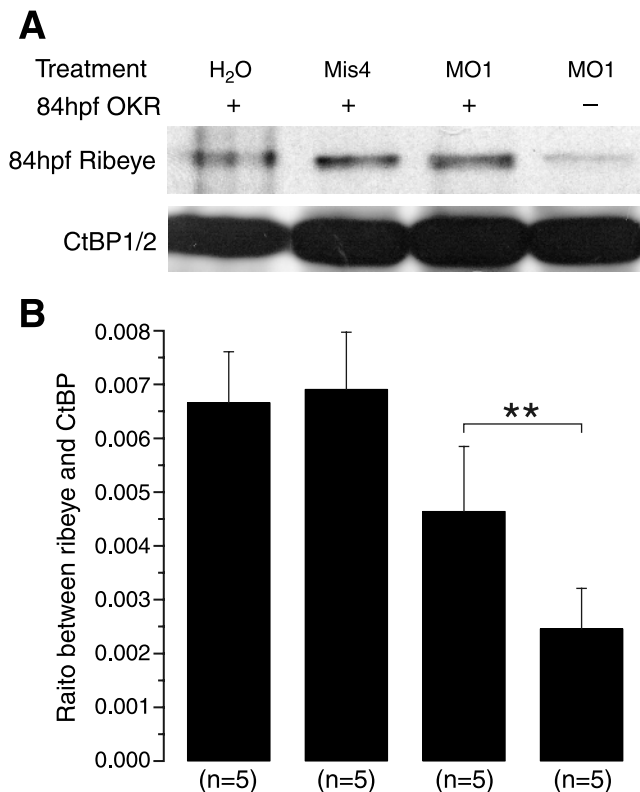 A
Treatment H₂O Mis4 MO1 MO1
84hpf OKR + + + −
84hpf Ribeye
CtBP1/2
B
Raito between ribeye and CtBP
0.008
0.007
0.006
0.005
0.004
0.003
0.002
0.001
0.000
**
(n=5) (n=5) (n=5) (n=5)